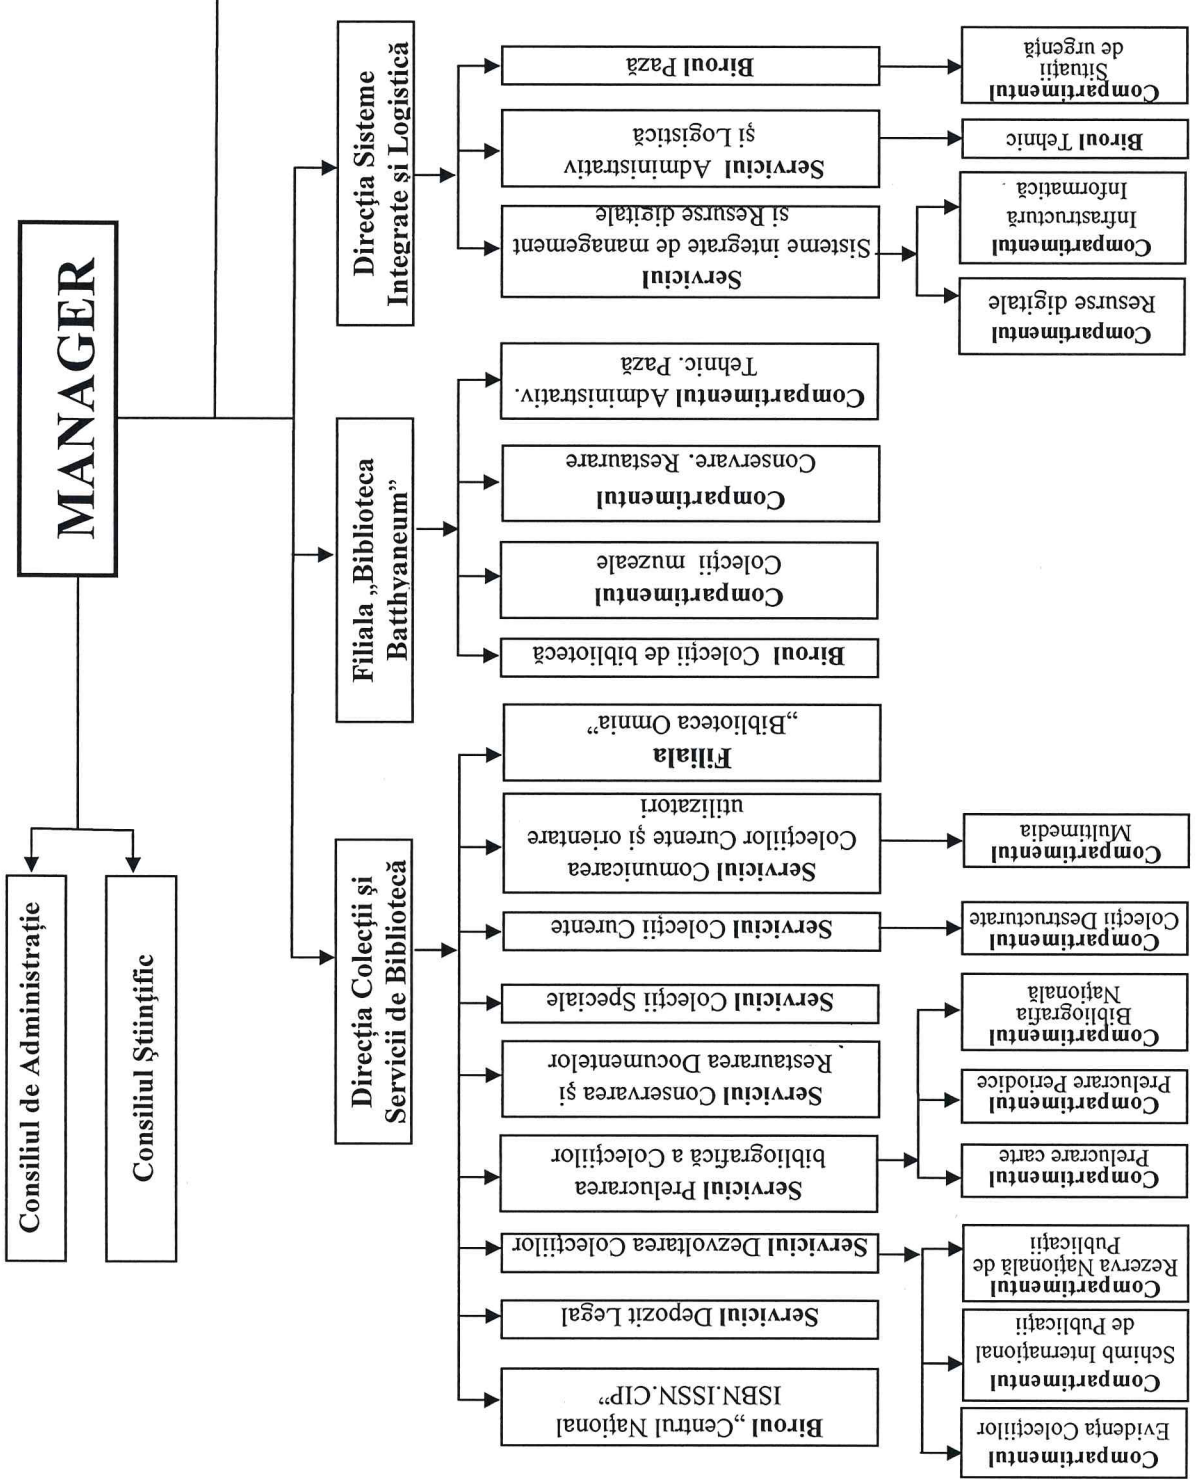 MANAGER
Consiliul de Administrație
Consiliul Științific
Direcția Colecții și
Servicii de Bibliotecă
Filiala „Biblioteca
Batthyaneum”
Direcția Sisteme
Integrate și Logistică
Biroul „Centrul Național
ISBN.ISSN.CIP”
Serviciul Depozit Legal
Serviciul Dezvoltarea Colecțiilor
Compartimentul
Evidența Colecțiilor
Compartimentul
Schimb Internațional
de Publicații
Compartimentul
Rezerva Națională de
Publicații
Serviciul Prelucrarea
bibliografică a Colecțiilor
Compartimentul
Prelucrare carte
Compartimentul
Prelucrare Periodice
Compartimentul
Bibliografia
Națională
Serviciul Conservarea și
Restaurarea Documentelor
Serviciul Colecții Speciale
Serviciul Colecții Curente
Compartimentul
Colecții Destructurate
Serviciul Comunicarea
Colecțiilor Curente și orientare
utilizatori
Compartimentul
Multimedia
Filiala
„Biblioteca Omnia”
Biroul Colecții de bibliotecă
Compartimentul
Colecții muzeale
Compartimentul
Conservare. Restaurare
Compartimentul Administrativ.
Tehnic. Pază
Serviciul
Sisteme integrate de management
si Resurse digitale
Compartimentul
Resurse digitale
Compartimentul
Infrastructură
Informatică
Serviciul Administrativ
și Logistică
Biroul Tehnic
Biroul Pază
Compartimentul
Situații
de urgență